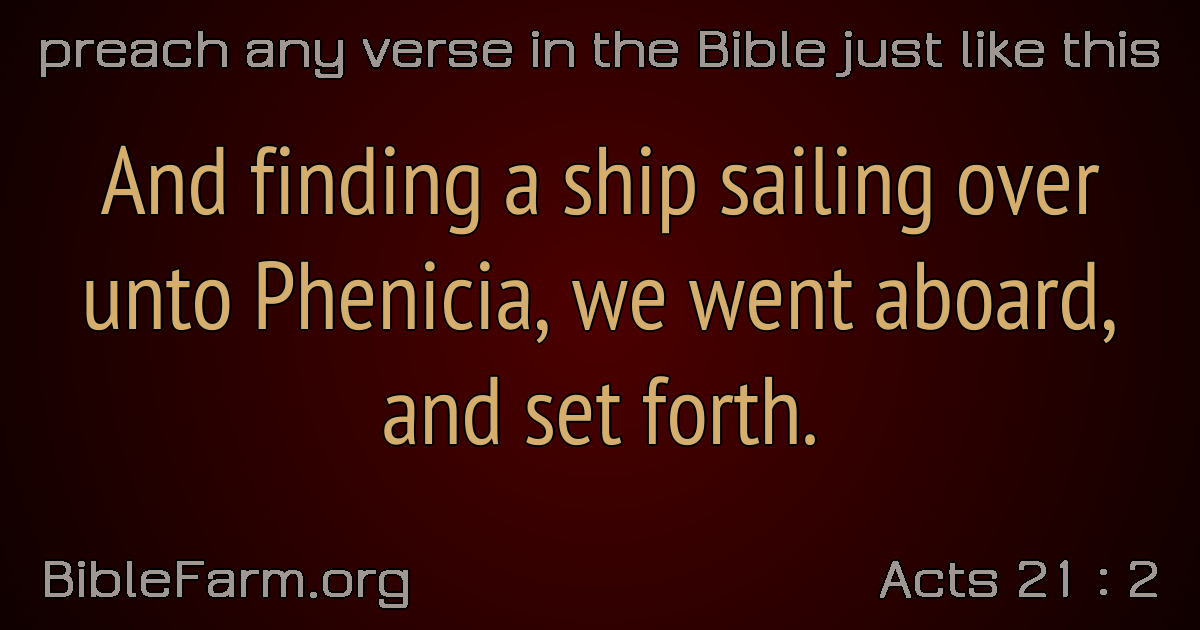 preach any verse in the Bible just like this
And finding a ship sailing over
unto Phenicia, we went aboard,
and set forth.
BibleFarm.org
Acts 21 : 2